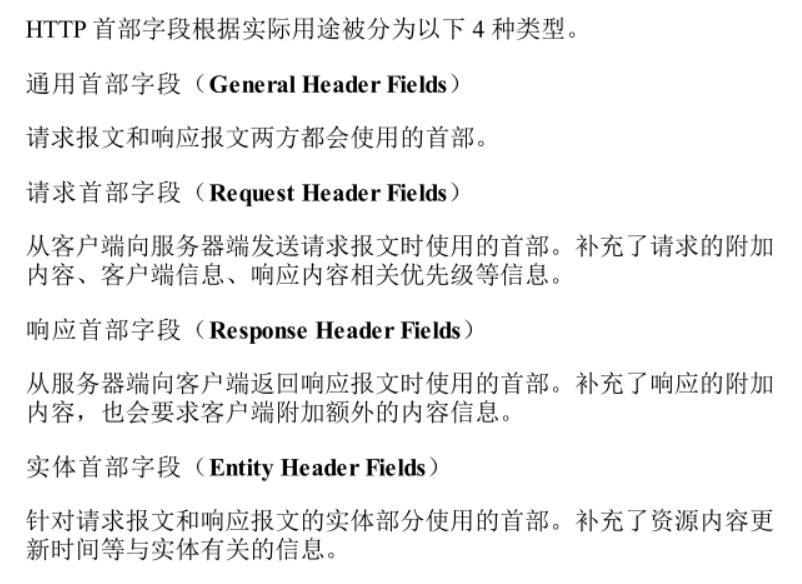 HTTP 首部字段根据实际用途被分为以下 4 种类型。
通用首部字段（General Header Fields）
请求报文和响应报文两方都会使用的首部。
请求首部字段（Request Header Fields）
从客户端向服务器端发送请求报文时使用的首部。补充了请求的附加
内容、客户端信息、响应内容相关优先级等信息。
响应首部字段（Response Header Fields）
从服务器端向客户端返回响应报文时使用的首部。补充了响应的附加
内容，也会要求客户端附加额外的内容信息。
实体首部字段（Entity Header Fields）
针对请求报文和响应报文的实体部分使用的首部。补充了资源内容更
新时间等与实体有关的信息。